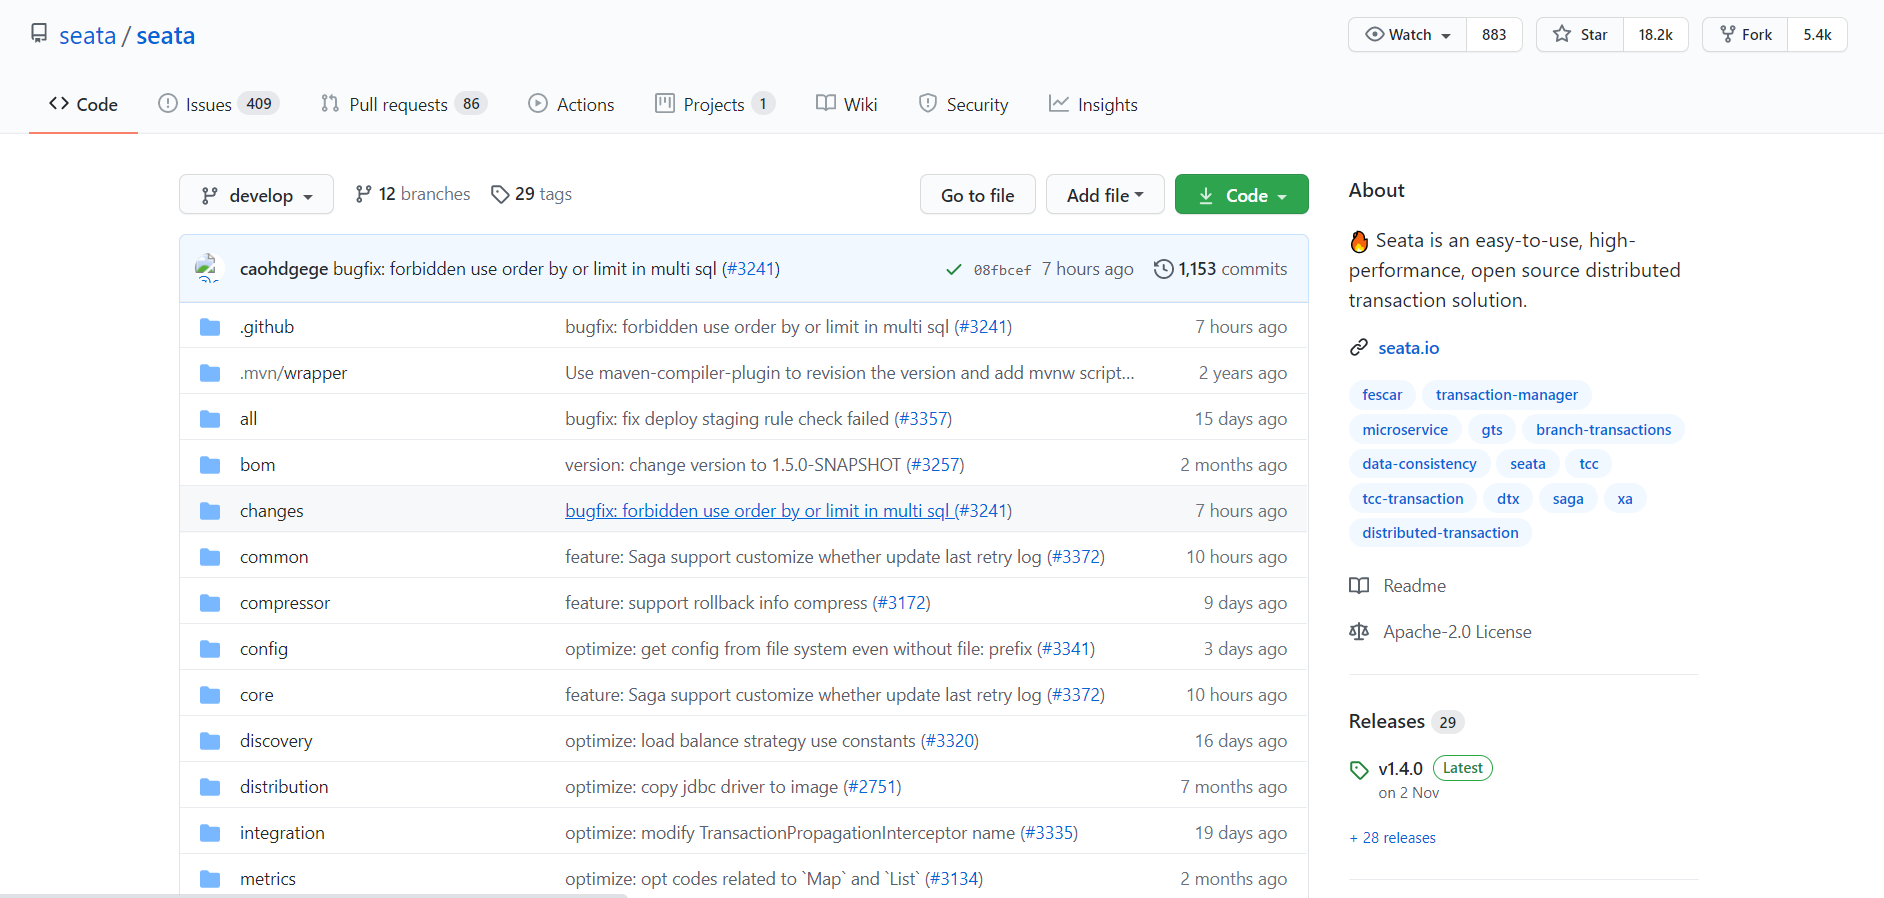 seata / seata
Watch 883 Star 18.2k Fork 5.4k
Code Issues 409 Pull requests 86 Actions Projects 1 Wiki Security Insights
develop 12 branches 29 tags Go to file Add file Code
caohdgege bugfix: forbidden use order by or limit in multi sql (#3241) 08fbcef 7 hours ago 1,153 commits
.github bugfix: forbidden use order by or limit in multi sql (#3241) 7 hours ago
.mvn/wrapper Use maven-compiler-plugin to revision the version and add mvnw script... 2 years ago
all bugfix: fix deploy staging rule check failed (#3357) 15 days ago
bom version: change version to 1.5.0-SNAPSHOT (#3257) 2 months ago
changes bugfix: forbidden use order by or limit in multi sql (#3241) 7 hours ago
common feature: Saga support customize whether update last retry log (#3372) 10 hours ago
compressor feature: support rollback info compress (#3172) 9 days ago
config optimize: get config from file system even without file: prefix (#3341) 3 days ago
core feature: Saga support customize whether update last retry log (#3372) 10 hours ago
discovery optimize: load balance strategy use constants (#3320) 16 days ago
distribution optimize: copy jdbc driver to image (#2751) 7 months ago
integration optimize: modify TransactionPropagationInterceptor name (#3335) 19 days ago
metrics optimize: opt codes related to `Map` and `List` (#3134) 2 months ago
About
🔥 Seata is an easy-to-use, high-
performance, open source distributed
transaction solution.
seata.io
fescar transaction-manager
microservice gts branch-transactions
data-consistency seata tcc
tcc-transaction dtx saga xa
distributed-transaction
Readme
Apache-2.0 License
Releases 29
v1.4.0 Latest
on 2 Nov
+ 28 releases